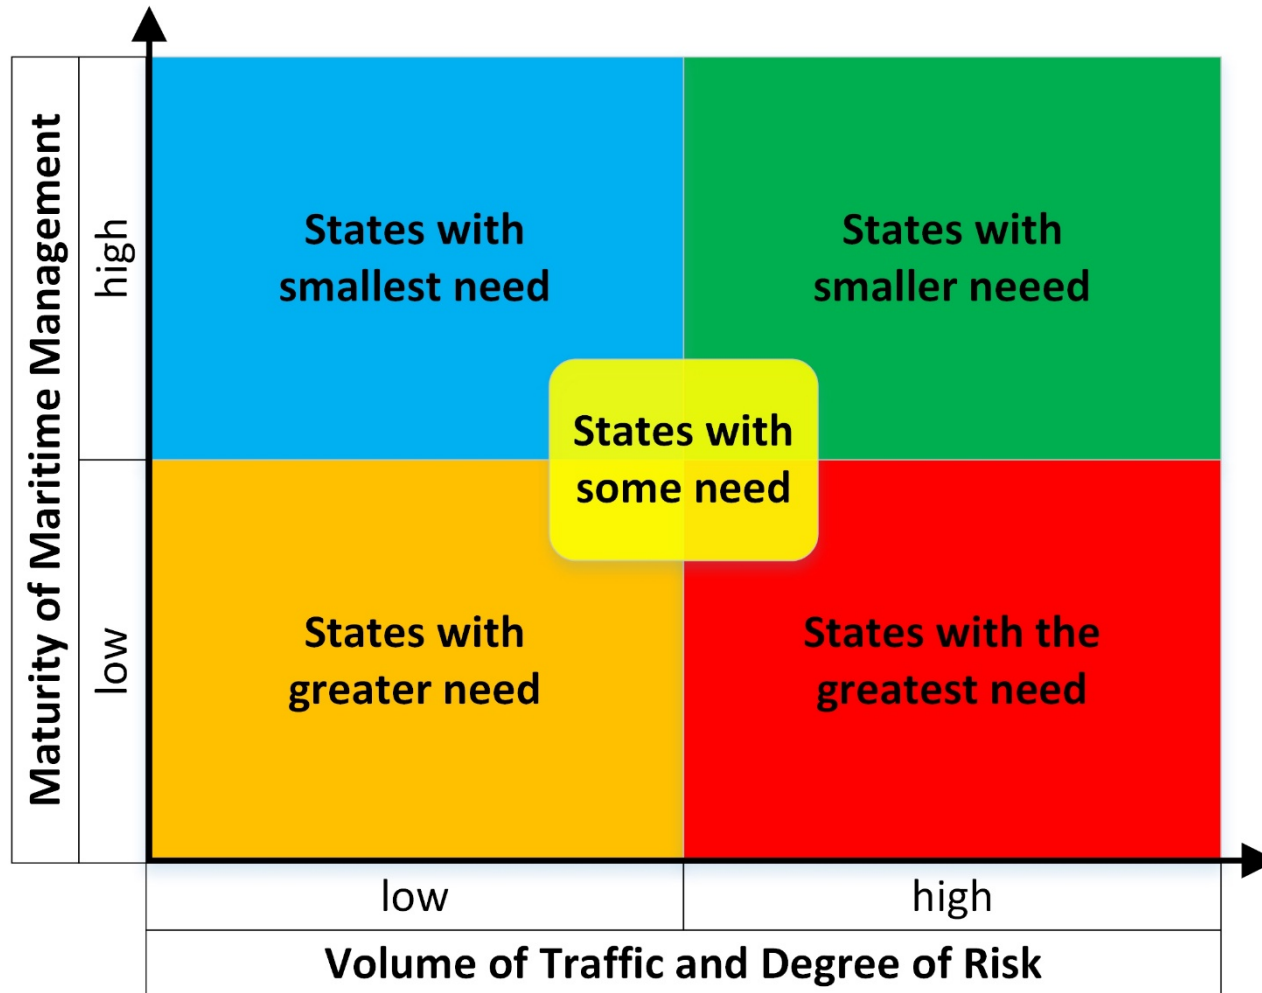 Maturity of Maritime Management
high
low
States with
smallest need
States with
smaller neeed
States with
some need
States with
greater need
States with the
greatest need
low
high
Volume of Traffic and Degree of Risk